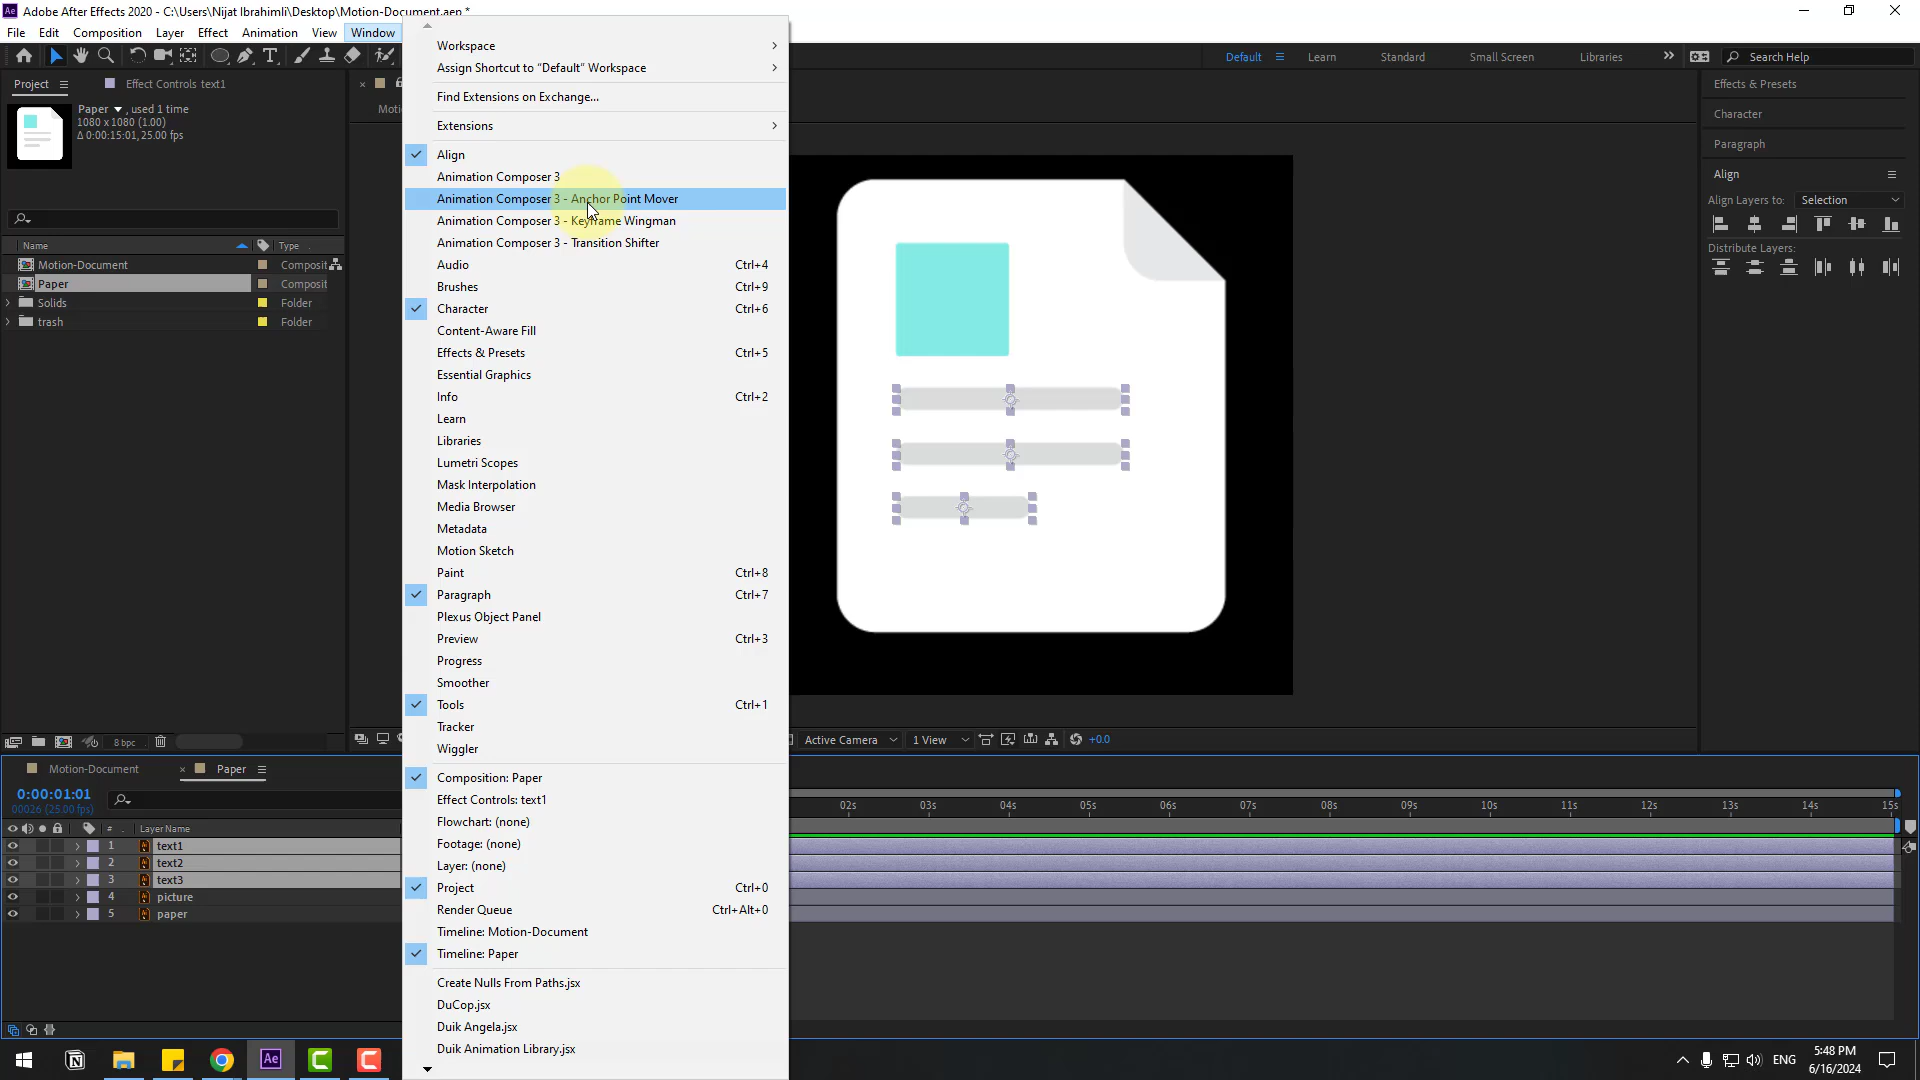 Adobe After Effects 2020 - C:\Users\Nijat Ibrahimli\Desktop\Motion-Document.aep *
File Edit Composition Layer Effect Animation View Window
Default Learn Standard Small Screen Libraries Search Help
Project Effect Controls text1
Paper , used 1 time
1080 x 1080 (1.00)
Δ 0:00:15:01, 25.00 fps
Name Type
Motion-Document Composit
Paper Composit
Solids Folder
trash Folder
8 bpc
Workspace
Assign Shortcut to “Default” Workspace
Find Extensions on Exchange...
Extensions
Align
Animation Composer 3
Animation Composer 3 - Anchor Point Mover
Animation Composer 3 - Keyframe Wingman
Animation Composer 3 - Transition Shifter
Audio Ctrl+4
Brushes Ctrl+9
Character Ctrl+6
Content-Aware Fill
Effects & Presets Ctrl+5
Essential Graphics
Info Ctrl+2
Learn
Libraries
Lumetri Scopes
Mask Interpolation
Media Browser
Metadata
Motion Sketch
Paint Ctrl+8
Paragraph Ctrl+7
Plexus Object Panel
Preview Ctrl+3
Progress
Smoother
Tools Ctrl+1
Tracker
Wiggler
Composition: Paper
Effect Controls: text1
Flowchart: (none)
Footage: (none)
Layer: (none)
Project Ctrl+0
Render Queue Ctrl+Alt+0
Timeline: Motion-Document
Timeline: Paper
Create Nulls From Paths.jsx
DuCop.jsx
Duik Angela.jsx
Duik Animation Library.jsx
Active Camera 1 View +0.0
Effects & Presets
Character
Paragraph
Align
Align Layers to: Selection
Distribute Layers:
Motion-Document Paper
0:00:01:01
00026 (25.00 fps)
# Layer Name
1 text1
2 text2
3 text3
4 picture
5 paper
02s 03s 04s 05s 06s 07s 08s 09s 10s 11s 12s 13s 14s 15s
ENG
5:48 PM
6/16/2024